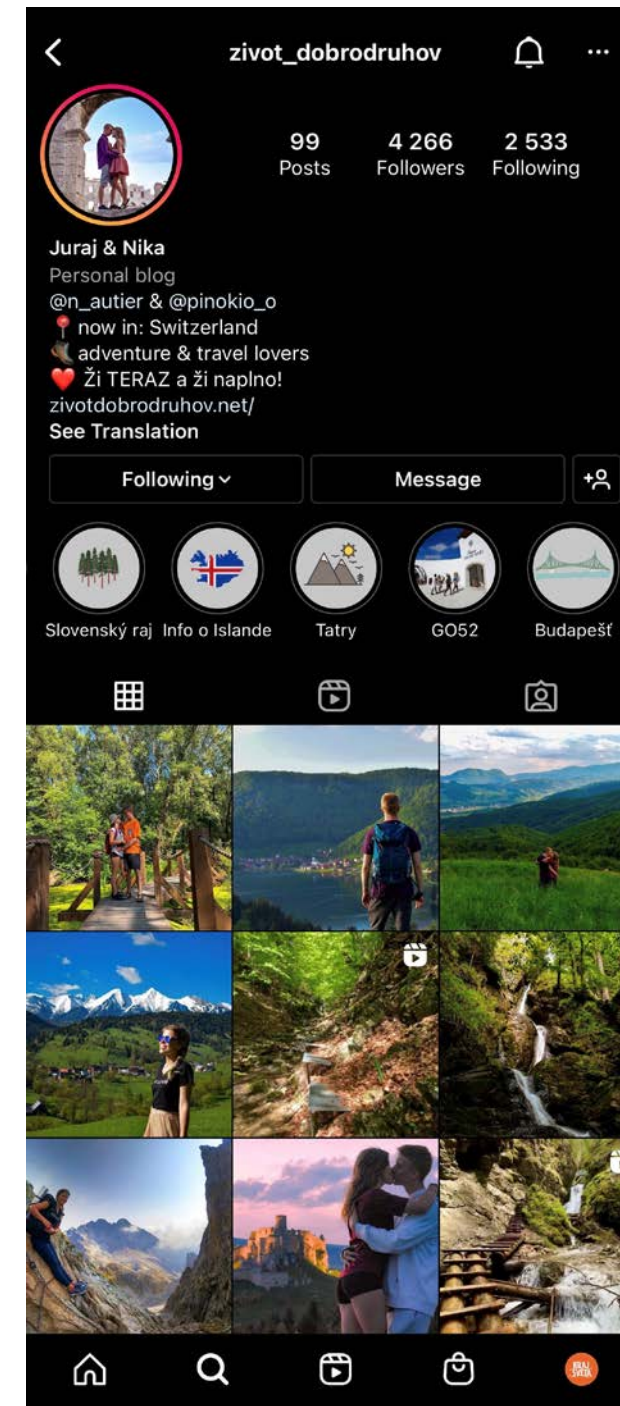 zivot_dobrodruhov
99 4 266 2 533
Posts Followers Following
Juraj & Nika
Personal blog
@n_autier & @pinokio_o
now in: Switzerland
adventure & travel lovers
Ži TERAZ a ži naplno!
zivotdobrodruhov.net/
See Translation
Following Message
Slovenský raj Info o Islande Tatry GO52 Budapešť
KRAJ
SVETA